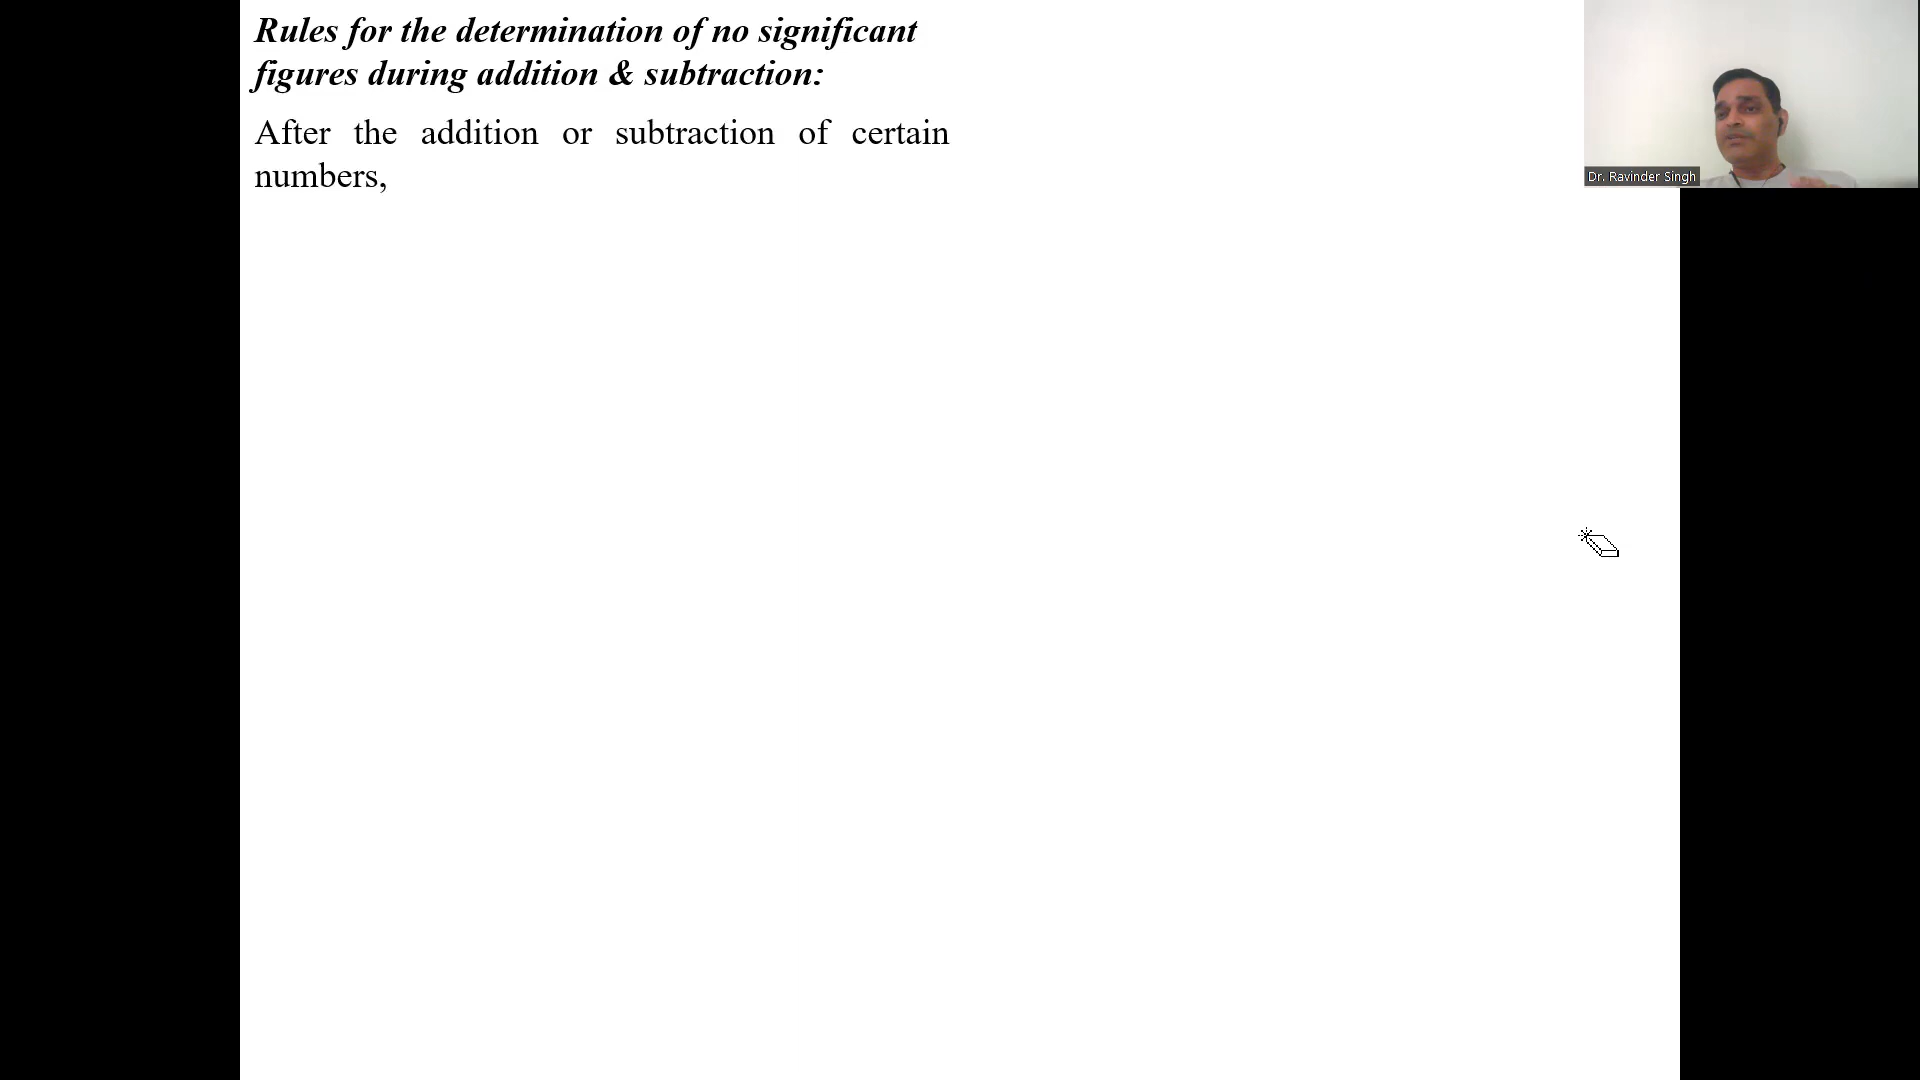 Rules for the determination of no significant
figures during addition & subtraction:
After the addition or subtraction of certain
numbers,
Dr. Ravinder Singh